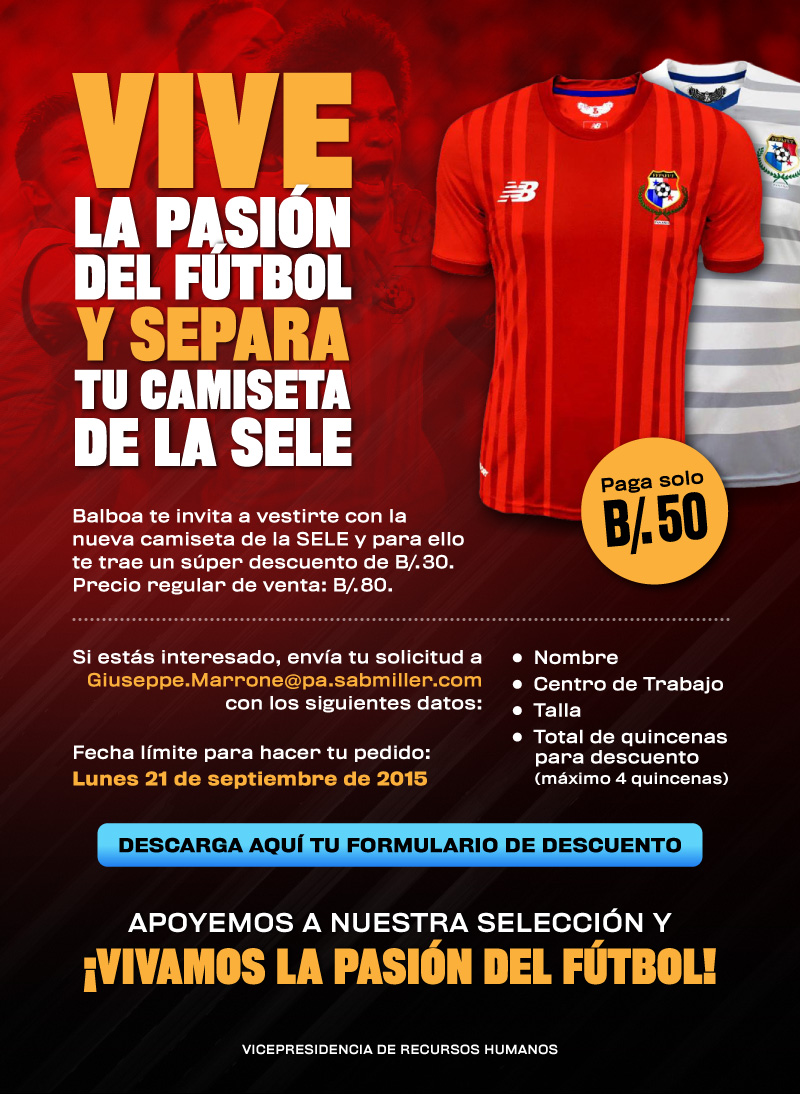 VIVE
LA PASIÓN
DEL FÚTBOL
Y SEPARA
TU CAMISETA
DE LA SELE
NB
Paga solo
B/.50
Balboa te invita a vestirte con la
nueva camiseta de la SELE y para ello
te trae un súper descuento de B/.30.
Precio regular de venta: B/.80.
Si estás interesado, envía tu solicitud a
Giuseppe.Marrone@pa.sabmiller.com
con los siguientes datos:
Fecha límite para hacer tu pedido:
Lunes 21 de septiembre de 2015
• Nombre
• Centro de Trabajo
• Talla
• Total de quincenas
para descuento
(máximo 4 quincenas)
DESCARGA AQUÍ TU FORMULARIO DE DESCUENTO
APOYEMOS A NUESTRA SELECCIÓN Y
¡VIVAMOS LA PASIÓN DEL FÚTBOL!
VICEPRESIDENCIA DE RECURSOS HUMANOS